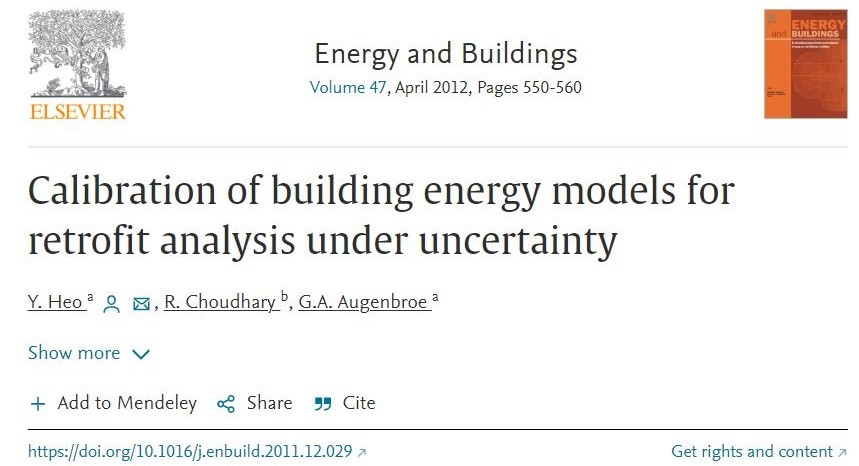 ELSEVIER
Energy and Buildings
Volume 47, April 2012, Pages 550-560
ENERGY
and BUILDINGS
Calibration of building energy models for
retrofit analysis under uncertainty
Y. Heo a, R. Choudhary b, G.A. Augenbroe a
Show more
+ Add to Mendeley Share Cite
https://doi.org/10.1016/j.enbuild.2011.12.029 ↗
Get rights and content ↗